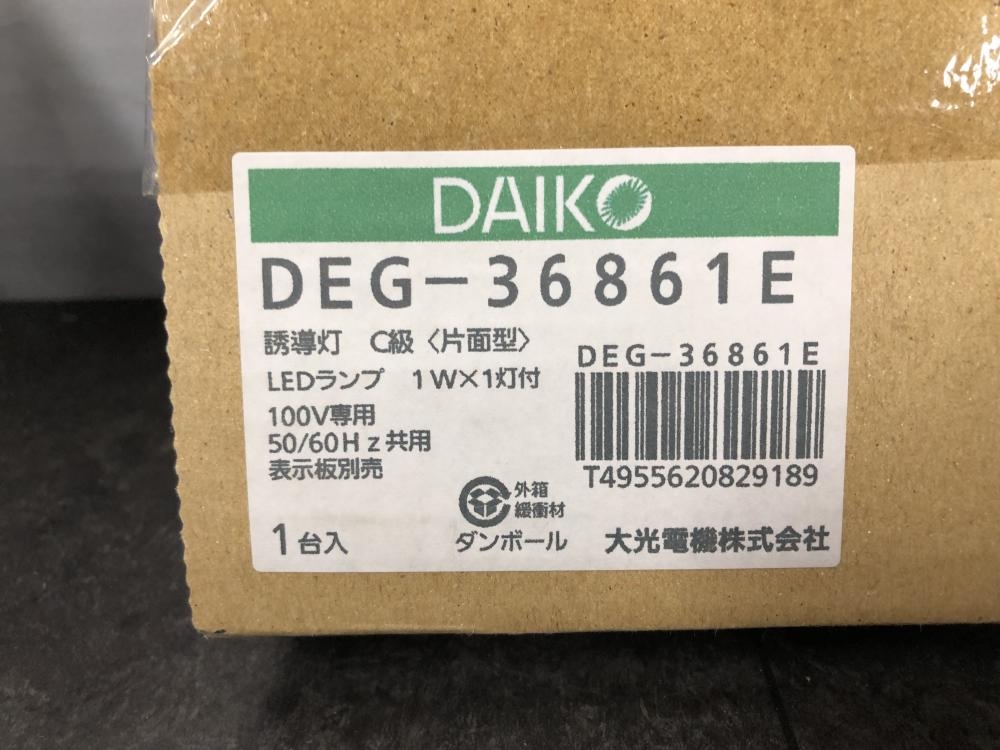 DAIKO
DEG-36861E
誘導灯 C級〈片面型〉
LEDランプ 1W×1灯付
100V専用
50/60Hz共用
表示板別売
DEG-36861E
T4955620829189
外箱
緩衝材
ダンボール
1台入
大光電機株式会社